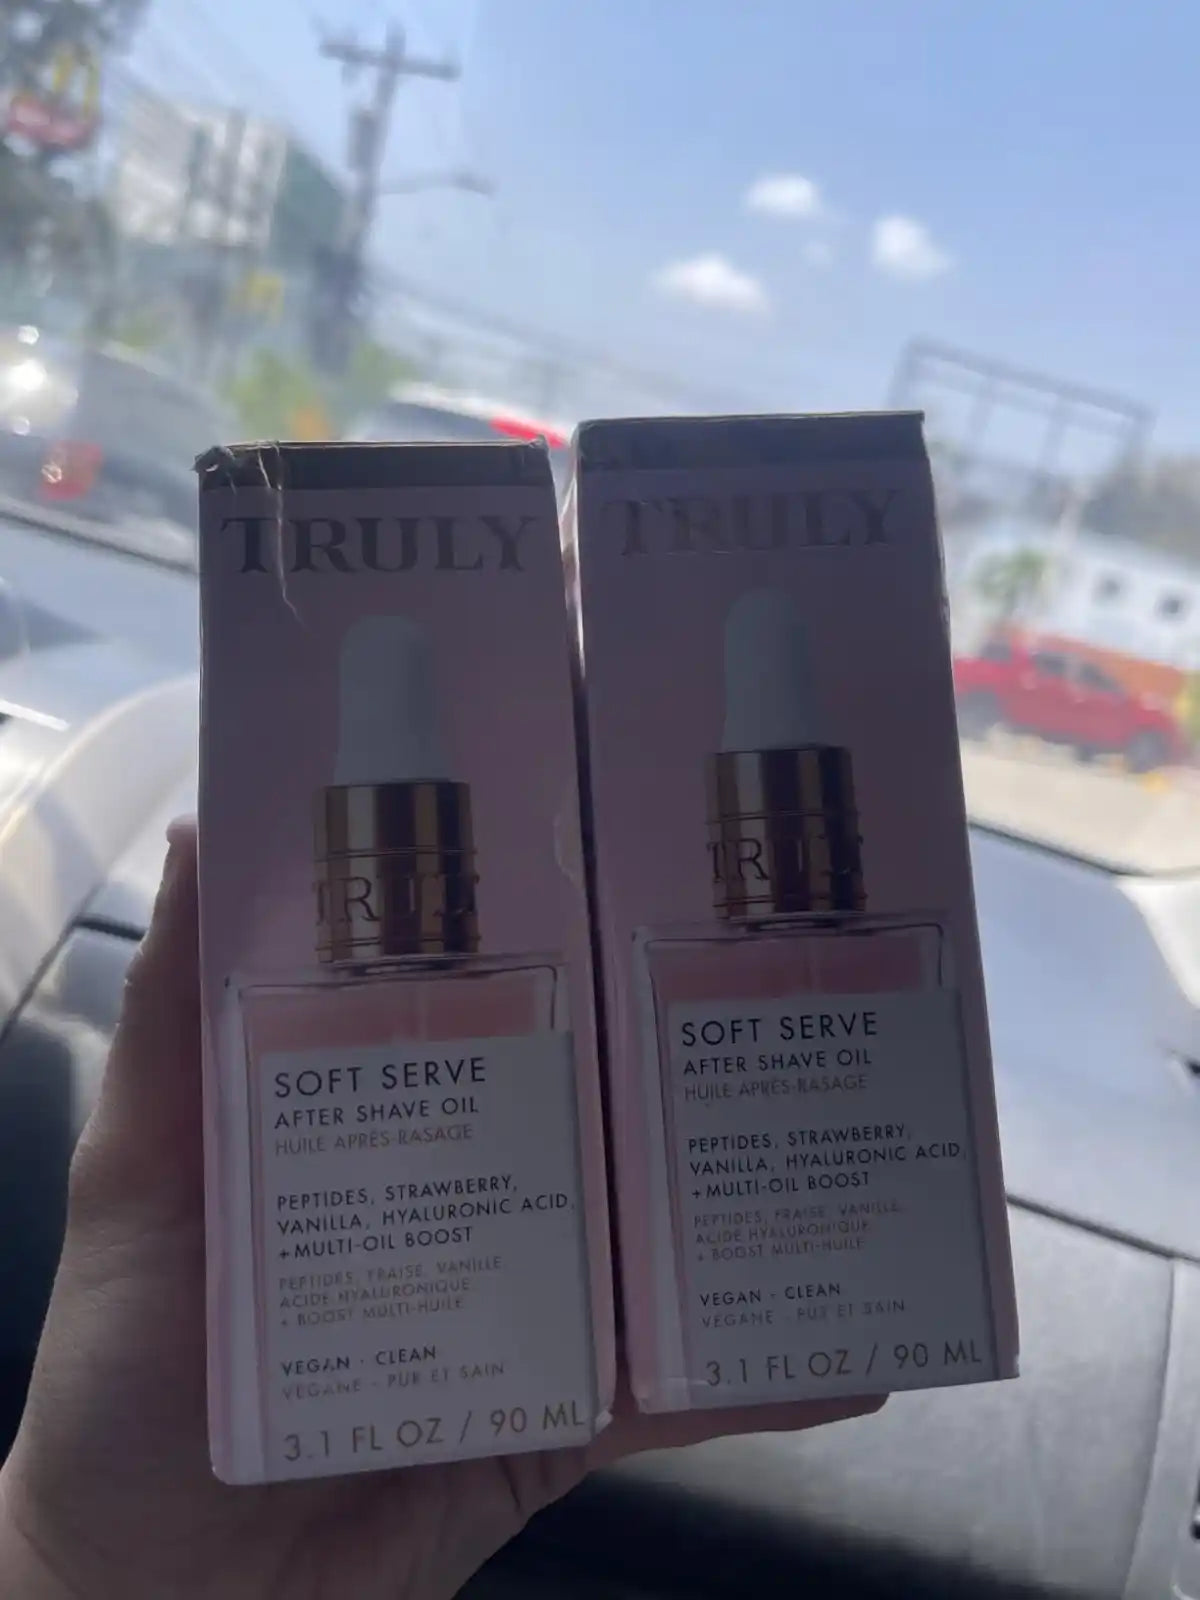 TRULY
TRULY
SOFT SERVE
AFTER SHAVE OIL
HUILE APRÈS-RASAGE
PEPTIDES, STRAWBERRY,
VANILLA, HYALURONIC ACID,
+MULTI-OIL BOOST
PEPTIDES, FRAISE, VANILLE,
ACIDE HYALURONIQUE
+ BOOST MULTI-HUILE
VEGAN · CLEAN
VEGANE · PUR ET SAIN
3.1 FL OZ / 90 ML
TRULY
TRULY
SOFT SERVE
AFTER SHAVE OIL
HUILE APRÈS-RASAGE
PEPTIDES, STRAWBERRY,
VANILLA, HYALURONIC ACID,
+MULTI-OIL BOOST
PEPTIDES, FRAISE, VANILLE,
ACIDE HYALURONIQUE
+ BOOST MULTI-HUILE
VEGAN · CLEAN
VEGANE · PUR ET SAIN
3.1 FL OZ / 90 ML